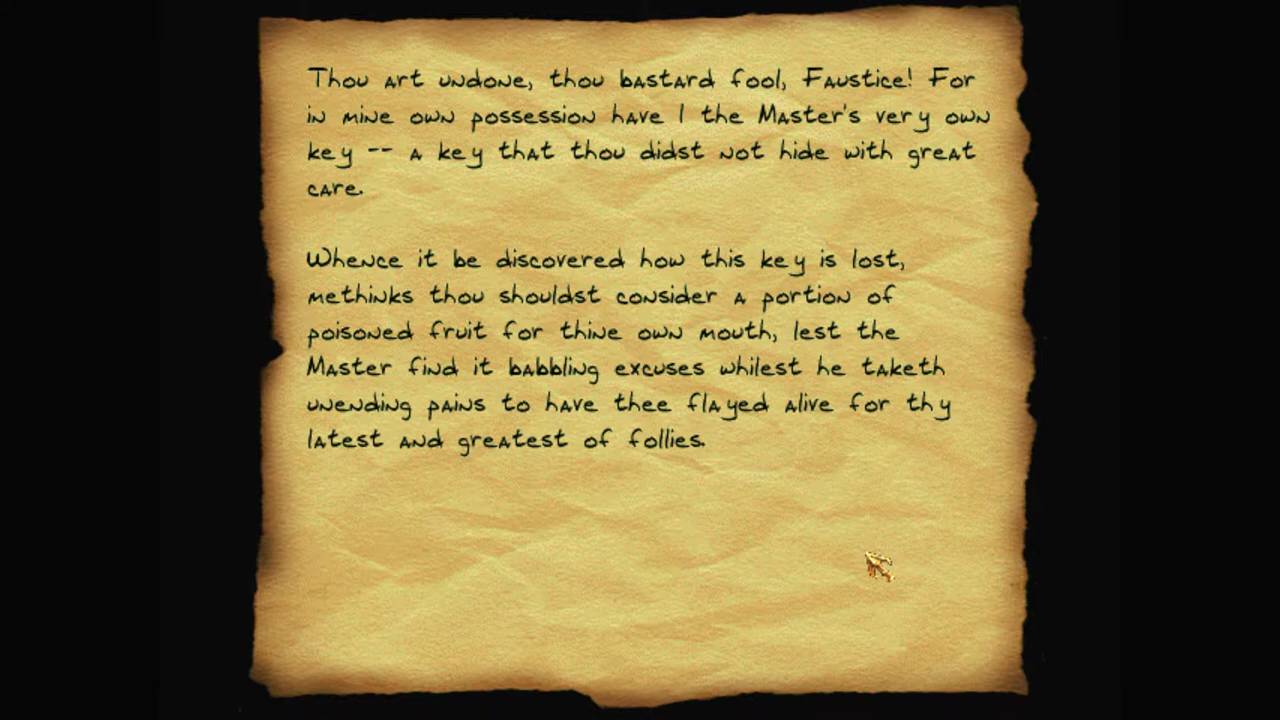 Thou art undone, thou bastard fool, Faustice! For
in mine own possession have I the Master's very own
key -- a key that thou didst not hide with great
care.
Whence it be discovered how this key is lost,
methinks thou shouldst consider a portion of
poisoned fruit for thine own mouth, lest the
Master find it babbling excuses whilest he taketh
unending pains to have thee flayed alive for thy
latest and greatest of follies.